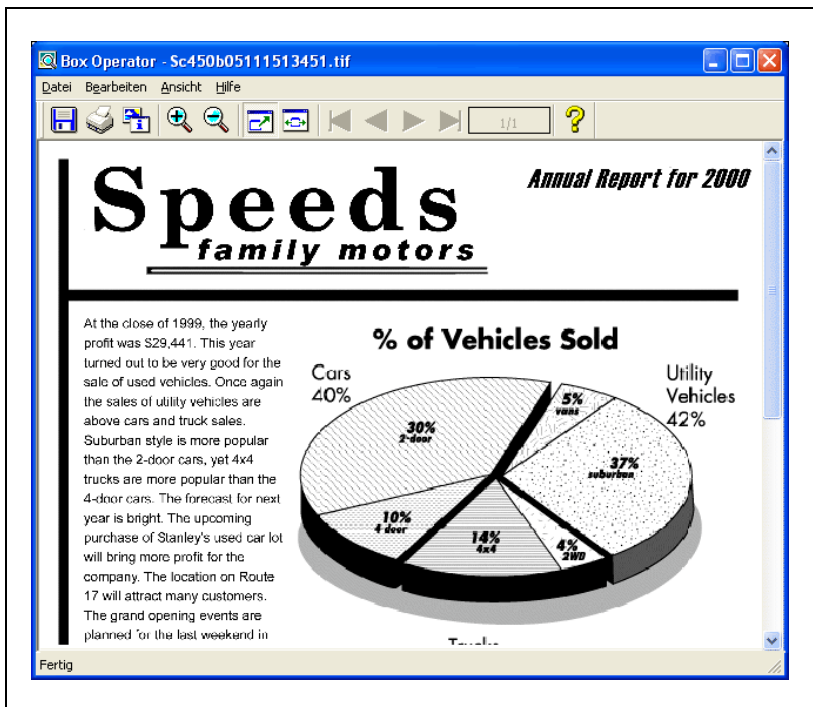 Box Operator - Sc450b05111513451.tif
Datei Bearbeiten Ansicht Hilfe
1/1
Speeds
family motors
Annual Report for 2000
At the close of 1999, the yearly
profit was $29,441. This year
turned out to be very good for the
sale of used vehicles. Once again
the sales of utility vehicles are
above cars and truck sales.
Suburban style is more popular
than the 2-door cars, yet 4x4
trucks are more popular than the
4-door cars. The forecast for next
year is bright. The upcoming
purchase of Stanley's used car lot
will bring more profit for the
company. The location on Route
17 will attract many customers.
The grand opening events are
planned for the last weekend in
% of Vehicles Sold
Cars
40%
Utility
Vehicles
42%
5%
vans
30%
2-door
37%
suburban
10%
4 door
14%
4x4
4%
2WD
Trucks
Fertig